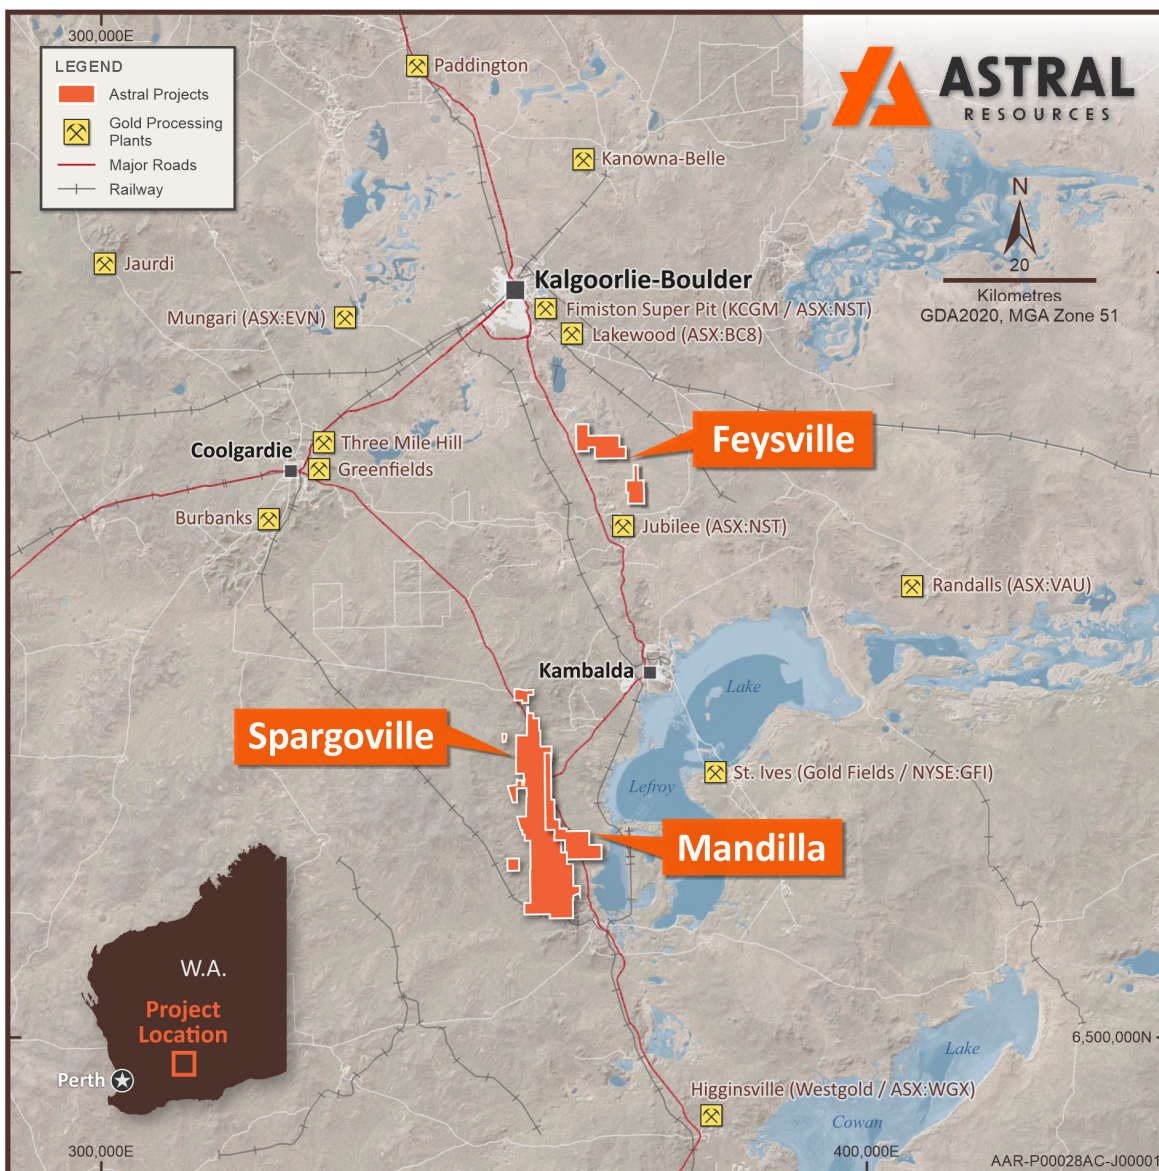 300,000E
LEGEND
Astral Projects
Gold Processing
Plants
Major Roads
Railway
ASTRAL
RESOURCES
Paddington
Kanowna-Belle
N
20
Kilometres
GDA2020, MGA Zone 51
Jaurdi
Kalgoorlie-Boulder
Mungari (ASX:EVN)
Fimiston Super Pit (KCGM / ASX:NST)
Lakewood (ASX:BC8)
Feysville
Coolgardie
Three Mile Hill
Greenfields
Burbanks
Jubilee (ASX:NST)
Randalls (ASX:VAU)
Kambalda
Lake
Spargoville
St. Ives (Gold Fields / NYSE:GFI)
Lefroy
Mandilla
W.A.
Project
Location
Perth
6,500,000N
Lake
Higginsville (Westgold / ASX:WGX)
Cowan
300,000E
400,000E
AAR-P00028AC-J00001